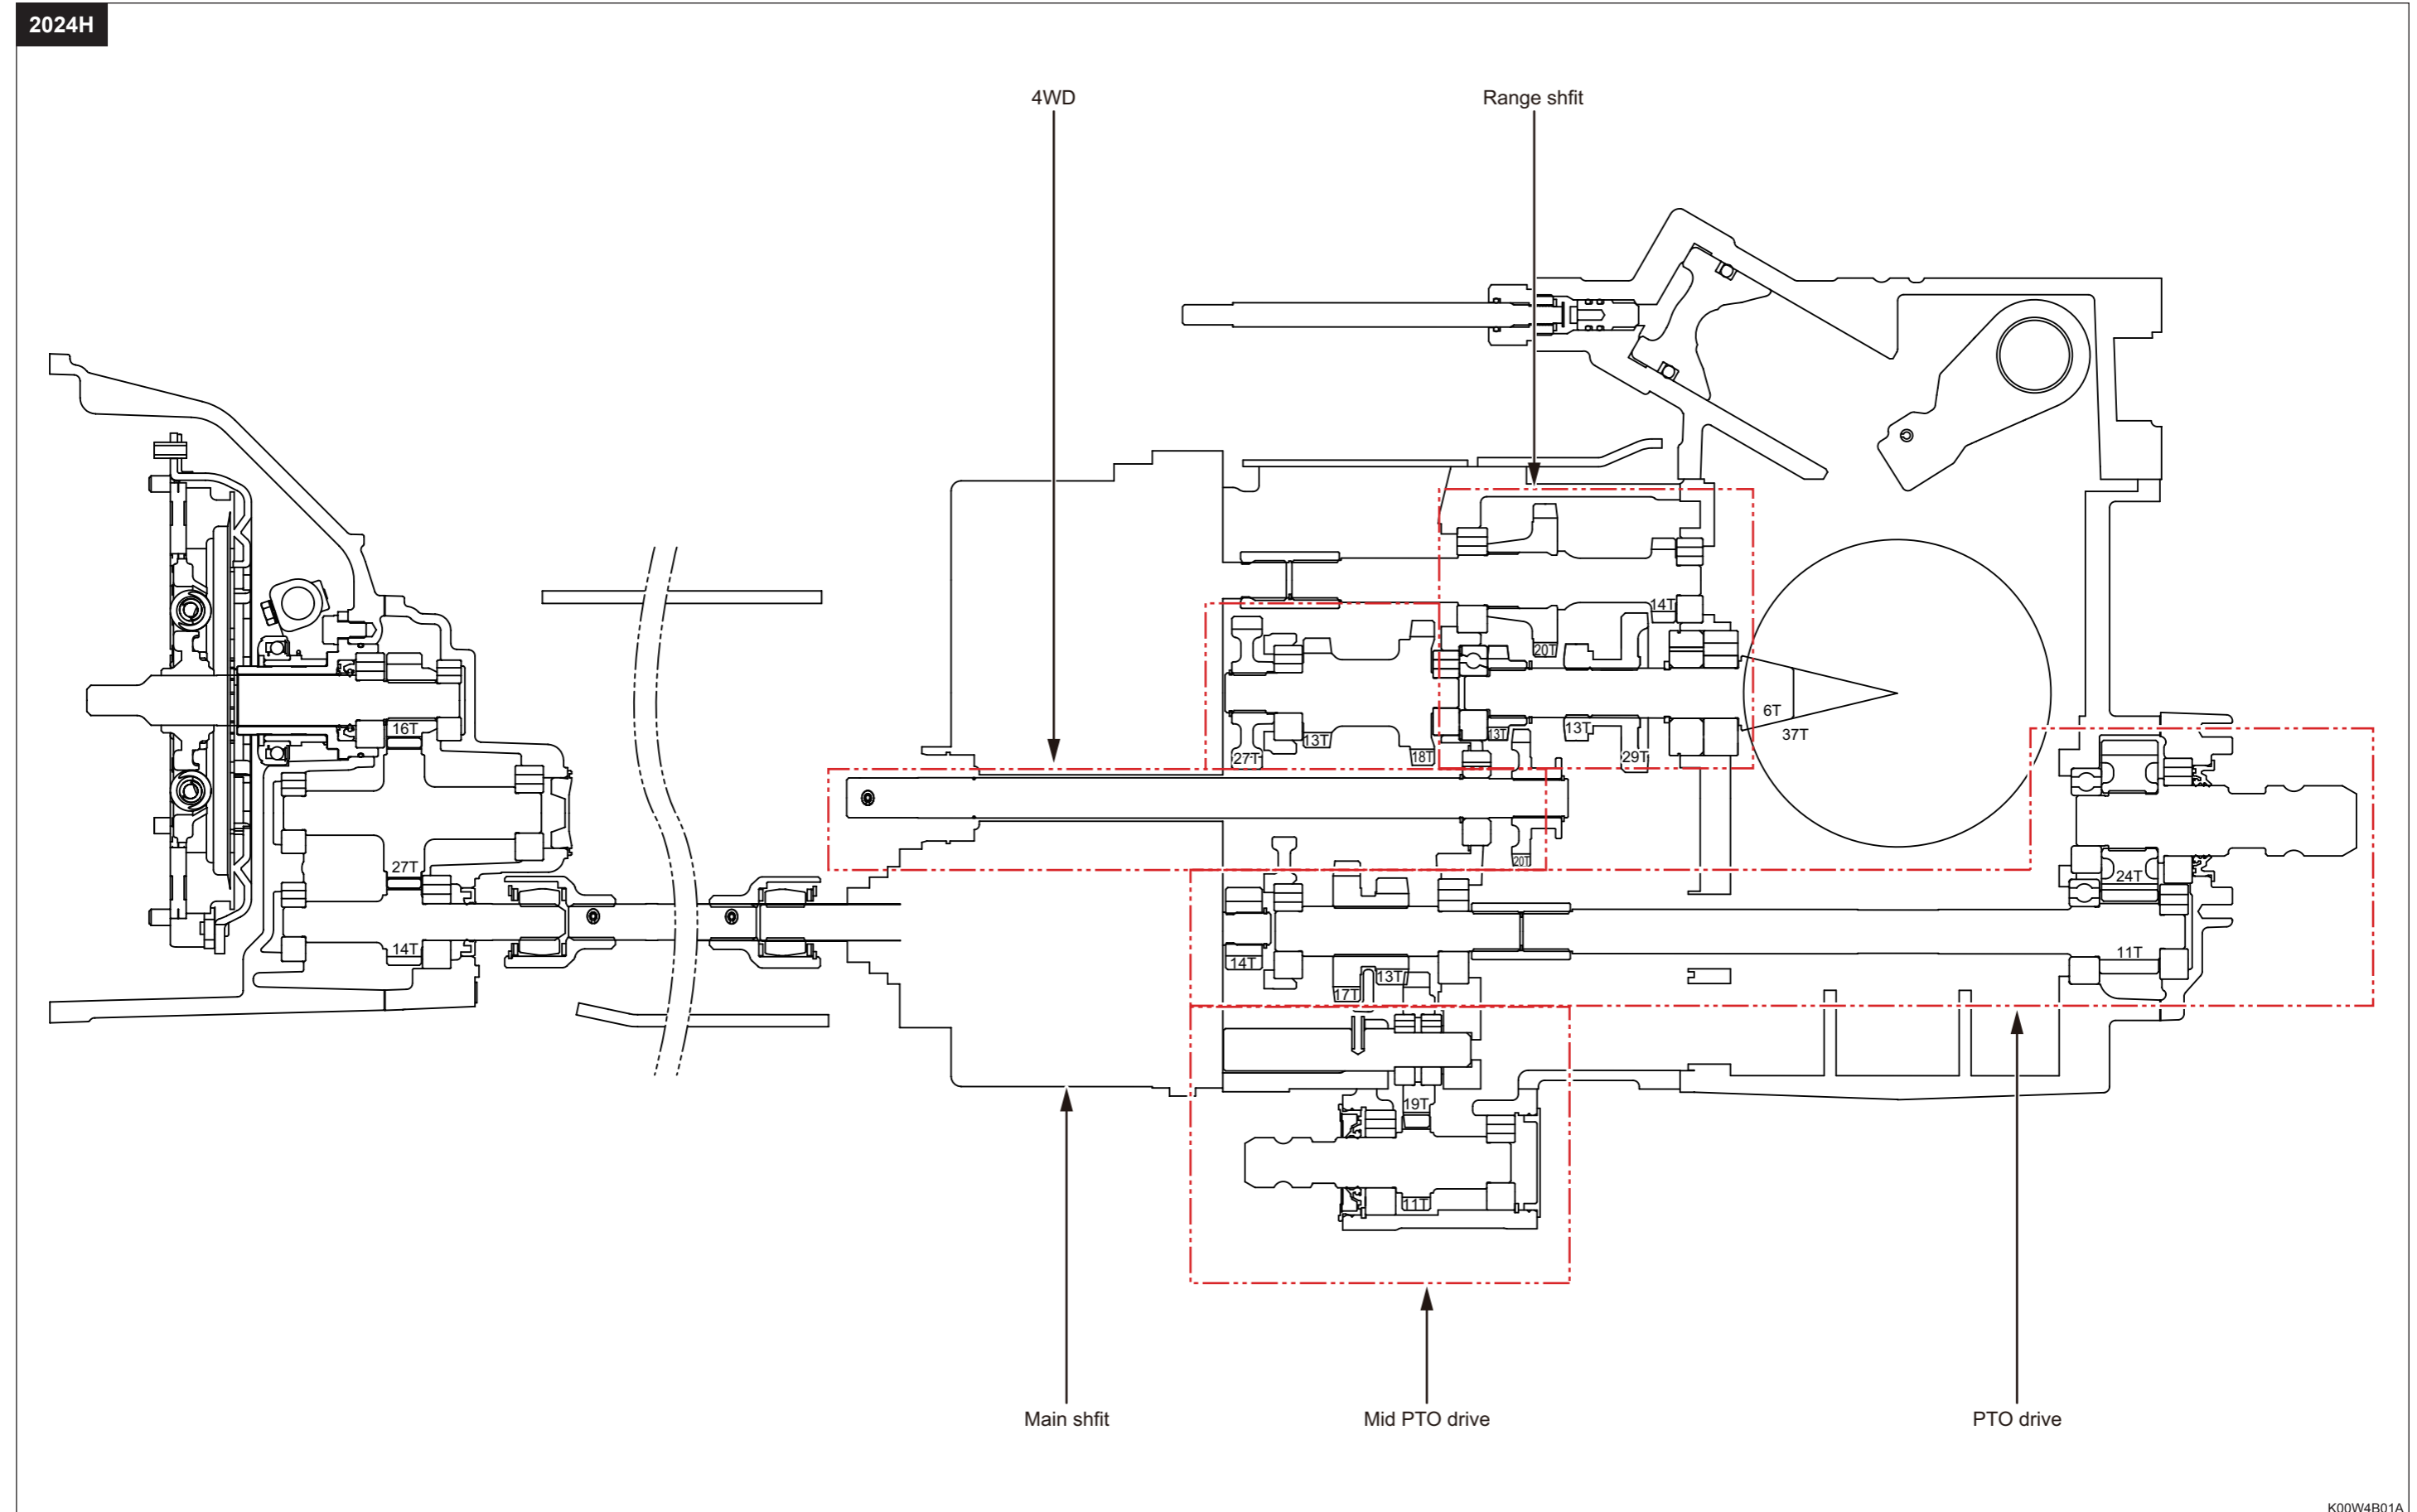 2024H
4WD
Range shfit
14T
20T
6T
16T
13T
13T
13T
37T
27T
18T
29T
20T
27T
24T
14T
14T
11T
13T
17T
19T
11T
Main shfit
Mid PTO drive
PTO drive
K00W4B01A